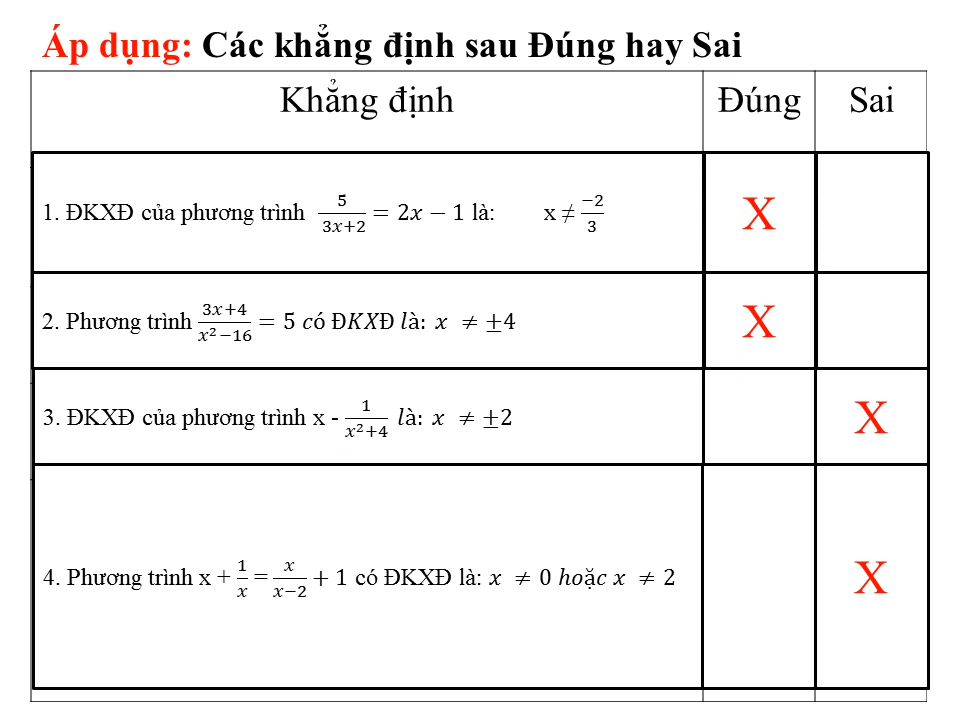 Áp dụng: Các khẳng định sau Đúng hay Sai
Khẳng định Đúng Sai
1. ĐKXĐ của phương trình 5/(3x+2) = 2x − 1 là: x ≠ −2/3 X
2. Phương trình (3x+4)/(x²−16) = 5 có ĐKXĐ là: x ≠ ±4 X
3. ĐKXĐ của phương trình x - 1/(x²+4) là: x ≠ ±2 X
4. Phương trình x + 1/x = x/(x−2) + 1 có ĐKXĐ là: x ≠ 0 hoặc x ≠ 2 X